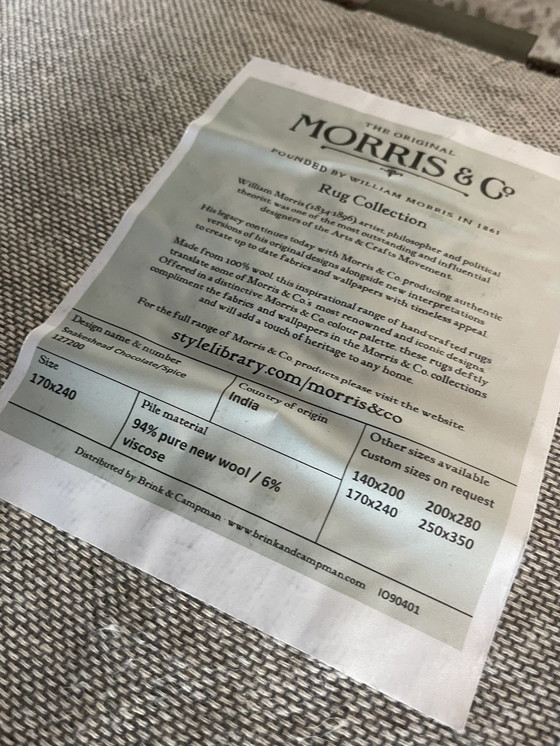 THE ORIGINAL
MORRIS & Co
FOUNDED BY WILLIAM MORRIS IN 1861
Rug Collection
William Morris (1834-1896) artist, philosopher and political
theorist, was one of the most outstanding and influential
designers of the Arts & Crafts Movement.
His legacy continues today with Morris & Co. producing authentic
versions of his original designs alongside new interpretations
to create up to date fabrics and wallpapers with timeless appeal.
Made from 100% wool this inspirational range of hand crafted rugs
translate some of Morris & Co.'s most renowned and iconic designs.
Offered in a distinctive Morris & Co. colour palette, these rugs deftly
compliment the fabrics and wallpapers in the Morris & Co. collections
and will add a touch of heritage to any home.
For the full range of Morris & Co. products please visit the website.
stylelibrary.com/morris&co
Design name & number
Snakeshead Chocolate/Spice
127200
Country of origin
India
Size
170x240
Pile material
94% pure new wool / 6%
viscose
Other sizes available
Custom sizes on request
140x200 200x280
170x240 250x350
Distributed by Brink & Campman · www.brinkandcampman.com IO90401